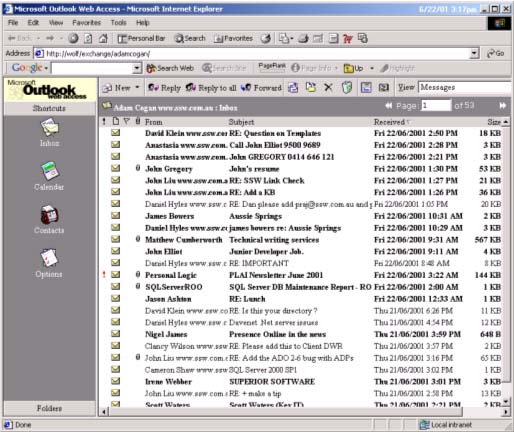 Microsoft Outlook Web Access - Microsoft Internet Explorer 6/22/01 3:17pm
File Edit View Favorites Tools Help
Back Personal Bar Search Favorites
Address http://wolf/exchange/adamcogan/ Go
Google Search Web Search Site PageRank Page Info Up Highlight
Microsoft Outlook web access
New Reply Reply to all Forward View Messages
Shortcuts
Adam Cogan www.ssw.com.au : Inbox Page: 1 of 53
From Subject Received Size
David Klein www.ssw.co RE: Question on Templates Fri 22/06/2001 2:50 PM 18 KB
Anastasia www.ssw.com. Call John Elliot 9500 9689 Fri 22/06/2001 2:28 PM 3 KB
Anastasia www.ssw.com. John GREGORY 0414 646 121 Fri 22/06/2001 2:21 PM 3 KB
John Gregory John's resume Fri 22/06/2001 1:30 PM 53 KB
John Liu www.ssw.com.a RE: SSW Link Check Fri 22/06/2001 1:27 PM 21 KB
John Liu www.ssw.com.a RE: Add a KB Fri 22/06/2001 1:26 PM 36 KB
Daniel Hyles www.ssw.c RE: Dan please add praj@ssw.com.au and y Fri 22/06/2001 1:05 PM 20 KB
James Bowers Aussie Springs Fri 22/06/2001 10:31 AM 2 KB
Daniel Hyles www.ssw.co james bowers re: Aussie Springs Fri 22/06/2001 10:29 AM 3 KB
Matthew Cumberworth Technical writing services Fri 22/06/2001 9:31 AM 567 KB
John Elliot Junior Developer Job. Fri 22/06/2001 9:11 AM 4 KB
Daniel Hyles www.ssw.c RE: IMPORTANT Fri 22/06/2001 8:48 AM 8 KB
Personal Logic PLAI Newsletter June 2001 Fri 22/06/2001 3:22 AM 144 KB
SQLServerROO SQL Server DB Maintenance Report - RO Fri 22/06/2001 2:00 AM 1 KB
Jason Ashton RE: Lunch Fri 22/06/2001 12:33 AM 1 KB
David Klein www.ssw.co RE: Is this your directory ? Thu 21/06/2001 6:26 PM 11 KB
Daniel Hyles www.ssw.c Davenet .Net server issues Thu 21/06/2001 4:54 PM 12 KB
Nigel James Presence Online in the news Thu 21/06/2001 3:59 PM 648 B
Clancy Wilson www.ssw RE: Please add this to Client DWR Thu 21/06/2001 3:57 PM 2 KB
John Liu www.ssw.com.c RE: Add the ADO 2-6 bug with ADPs Thu 21/06/2001 3:16 PM 65 KB
Cameron Shaw www.ssw SQL Server 2000 SP1 Thu 21/06/2001 3:02 PM 1 KB
Irene Webber SUPERIOR SOFTWARE Thu 21/06/2001 3:01 PM 3 KB
John Liu www.ssw.com.c RE: + make a tip Thu 21/06/2001 2:58 PM 13 KB
Scott Waters Scott Waters (Key IT) Thu 21/06/2001 2:21 PM 2 KB
Inbox
Calendar
Contacts
Options
Folders
Done Local intranet